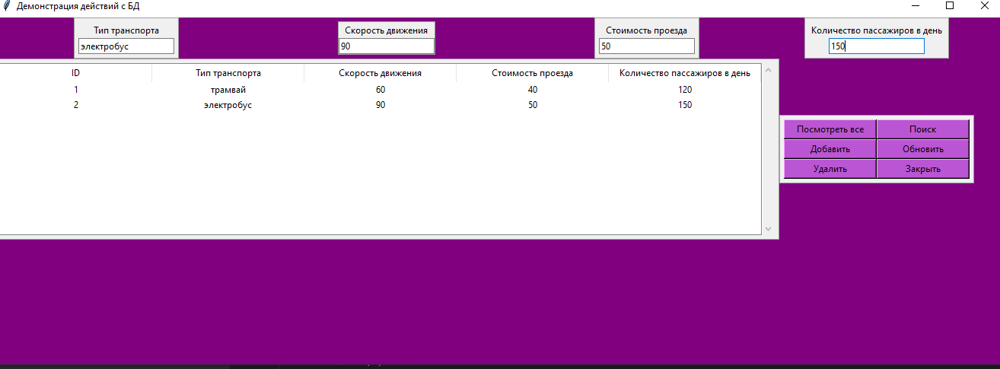 Демонстрация действий с БД
Тип транспорта Скорость движения Стоимость проезда Количество пассажиров в день
электробус 90 50 150
ID Тип транспорта Скорость движения Стоимость проезда Количество пассажиров в день
1 трамвай 60 40 120
2 электробус 90 50 150
Посмотреть все Поиск
Добавить Обновить
Удалить Закрыть